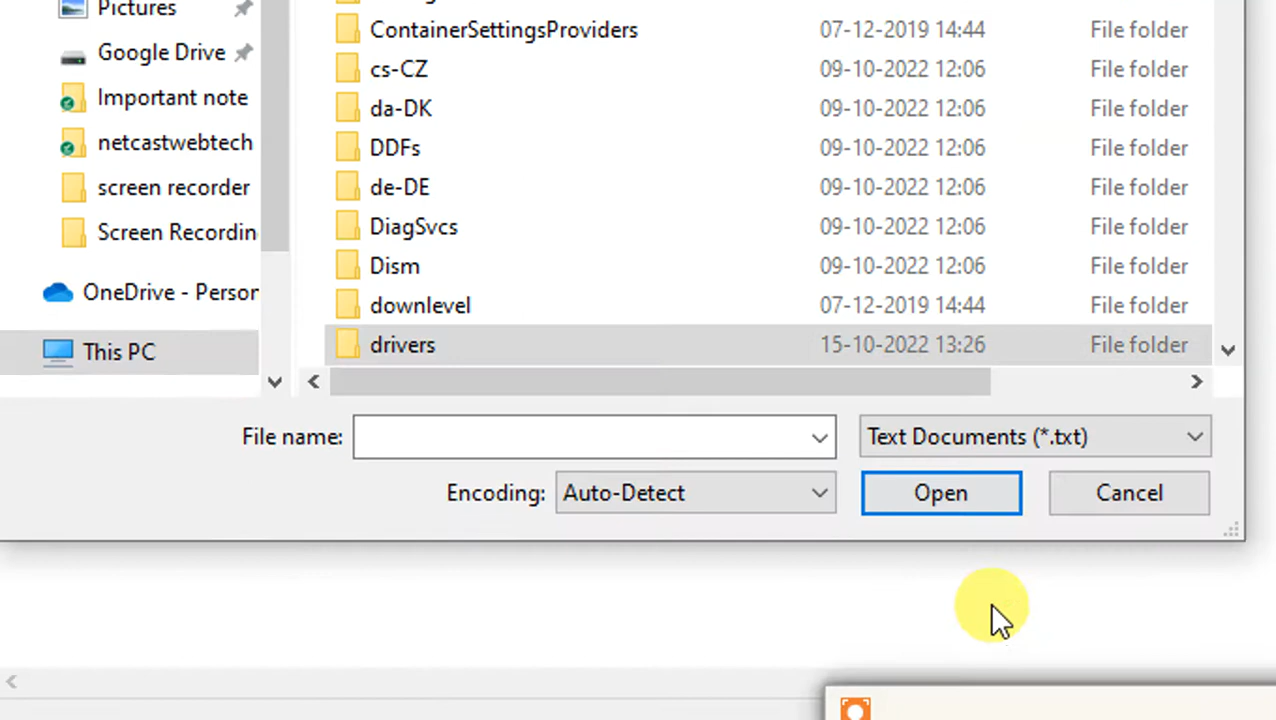 Pictures
Google Drive
Important note
netcastwebtech
screen recorder
Screen Recordin
OneDrive - Person
This PC
ContainerSettingsProviders 07-12-2019 14:44 File folder
cs-CZ 09-10-2022 12:06 File folder
da-DK 09-10-2022 12:06 File folder
DDFs 09-10-2022 12:06 File folder
de-DE 09-10-2022 12:06 File folder
DiagSvcs 09-10-2022 12:06 File folder
Dism 09-10-2022 12:06 File folder
downlevel 07-12-2019 14:44 File folder
drivers 15-10-2022 13:26 File folder
File name: Text Documents (*.txt)
Encoding: Auto-Detect Open Cancel